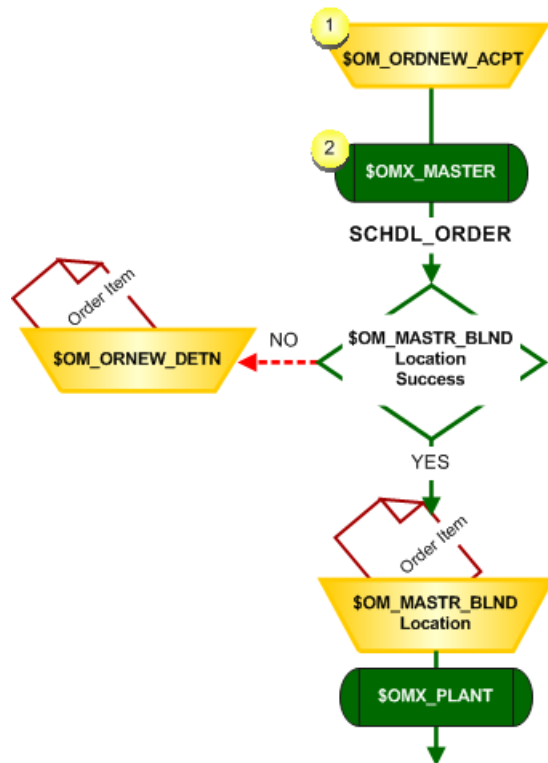 1
$OM_ORDNEW_ACPT
2
$OMX_MASTER
SCHDL_ORDER
Order Item
$OM_ORNEW_DETN
NO
$OM_MASTR_BLND
Location
Success
YES
Order Item
$OM_MASTR_BLND
Location
$OMX_PLANT